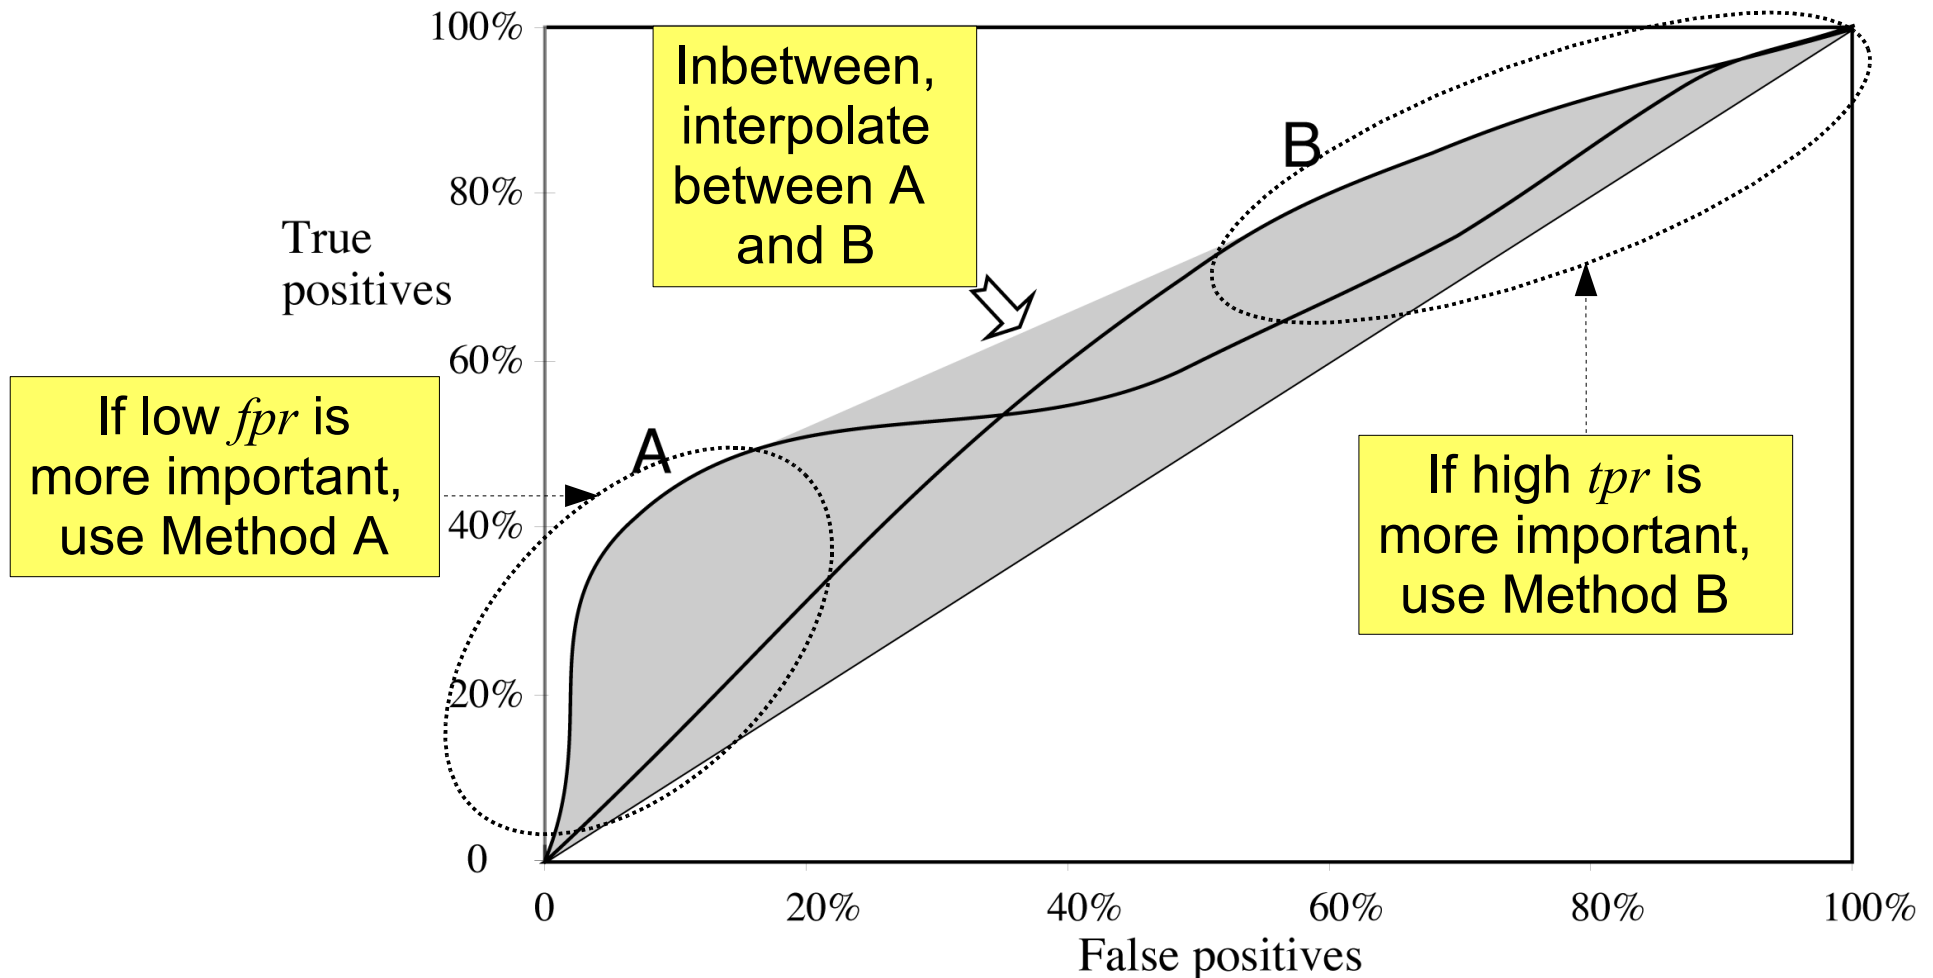 100%
80%
60%
40%
20%
0
True
positives
Inbetween,
interpolate
between A
and B
A
B
If low fpr is
more important,
use Method A
If high tpr is
more important,
use Method B
0
20%
40%
60%
80%
100%
False positives